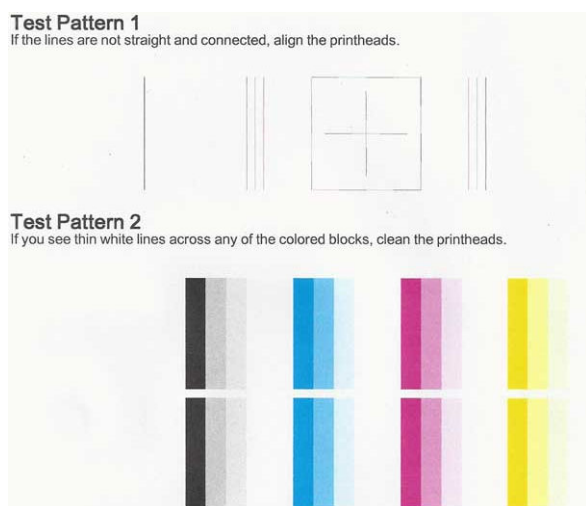 Test Pattern 1
If the lines are not straight and connected, align the printheads.
Test Pattern 2
If you see thin white lines across any of the colored blocks, clean the printheads.